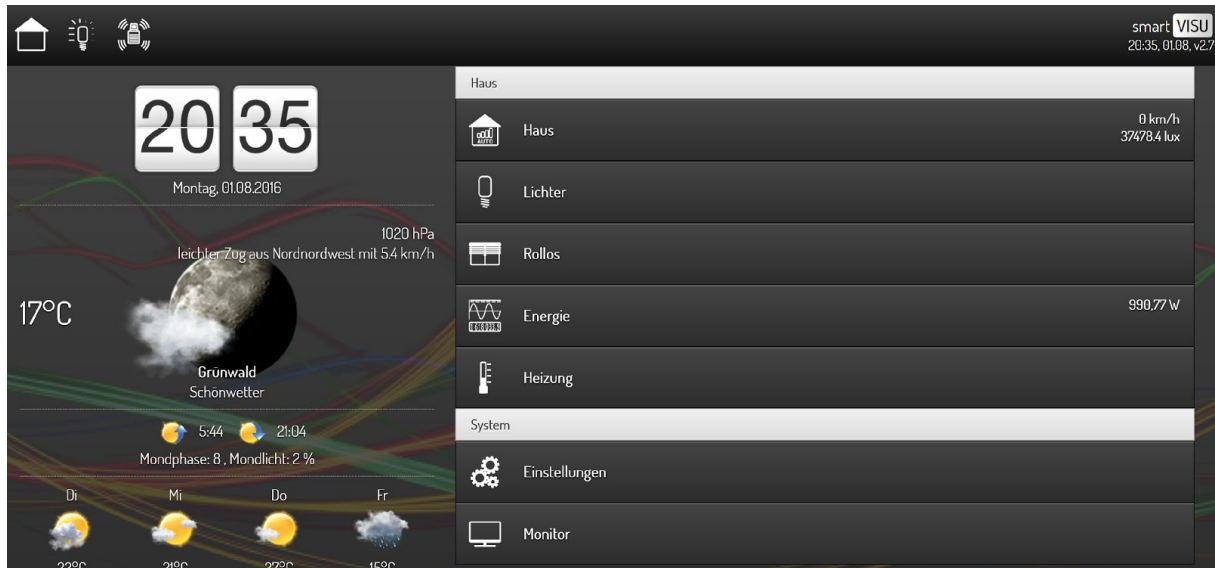 smart VISU
20:35, 01.08, v2.7
20 35
Montag, 01.08.2016
1020 hPa
leichter Zug aus Nordnordwest mit 5.4 km/h
17°C
Grünwald
Schönwetter
5:44 21:04
Mondphase: 8 , Mondlicht: 2 %
Di Mi Do Fr
Haus
Haus
AUTO
0 km/h
37478.4 lux
Lichter
Rollos
Energie
990,77 W
Heizung
System
Einstellungen
Monitor